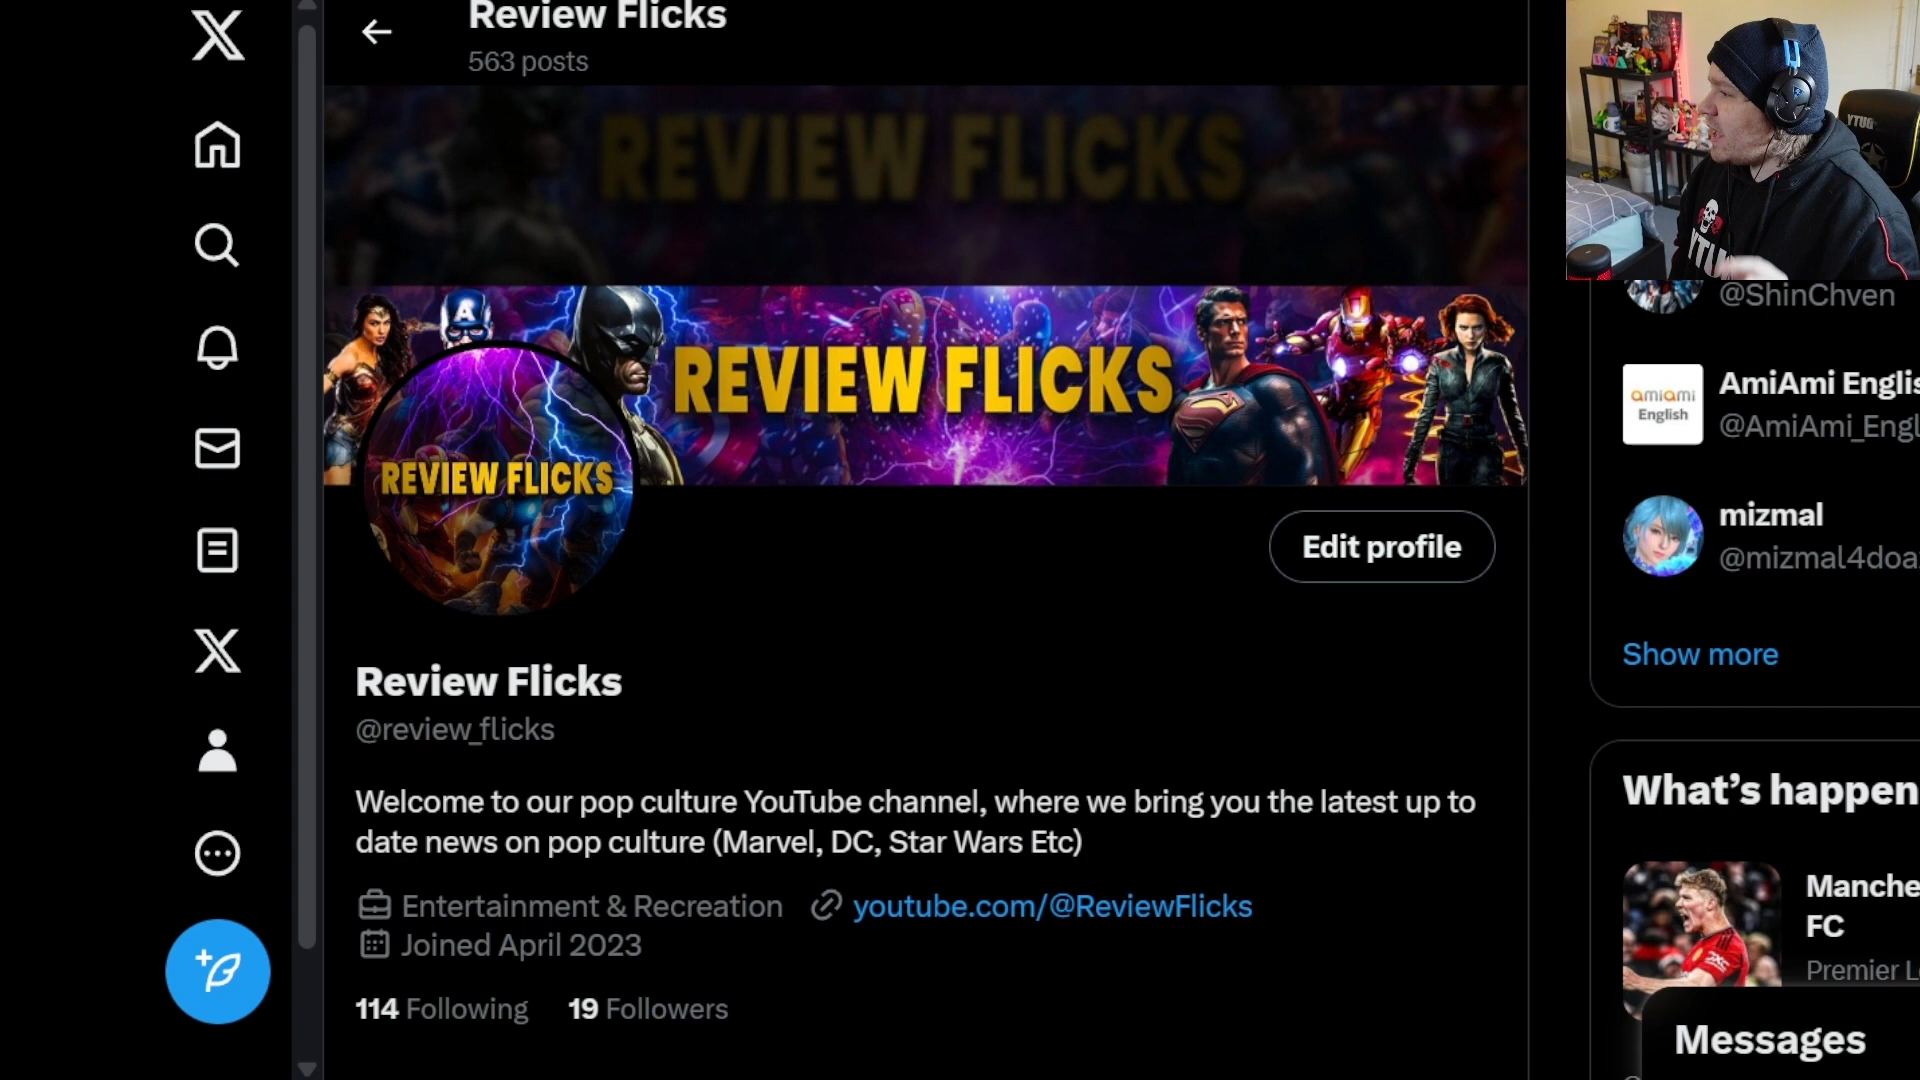 Review Flicks
563 posts
REVIEW FLICKS
REVIEW FLICKS
REVIEW FLICKS
Edit profile
Review Flicks
@review_flicks
Welcome to our pop culture YouTube channel, where we bring you the latest up to
date news on pop culture (Marvel, DC, Star Wars Etc)
Entertainment & Recreation youtube.com/@ReviewFlicks
Joined April 2023
114 Following 19 Followers
@ShinChven
amiami
English
AmiAmi Englis
@AmiAmi_Engl
mizmal
@mizmal4doa
Show more
What's happen
Manche
FC
Premier L
Messages
YTUG